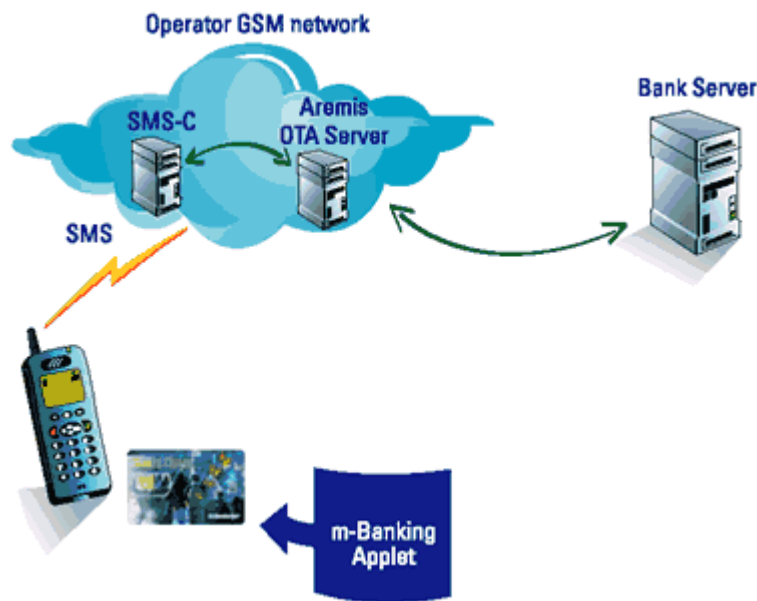 Operator GSM network
SMS-C
Aremis
OTA Server
Bank Server
SMS
m-Banking
Applet